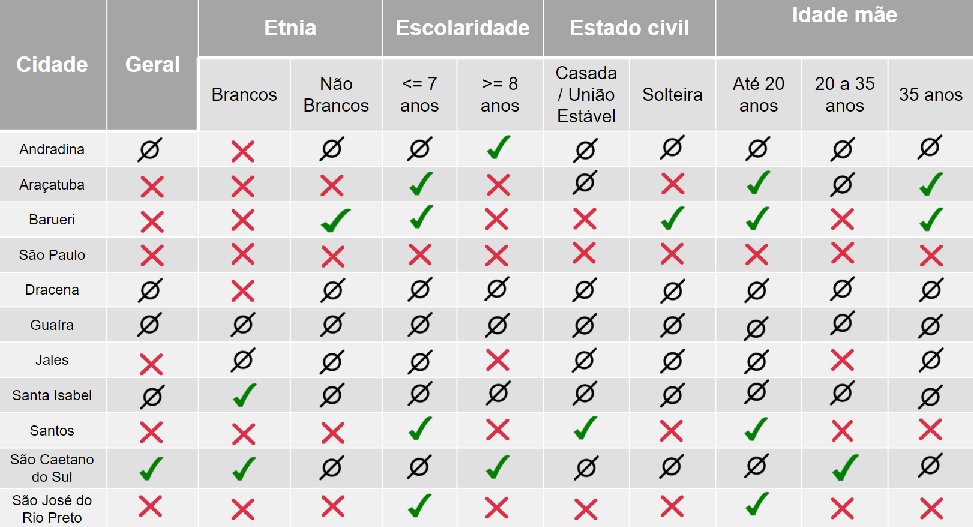 Cidade Geral Etnia Escolaridade Estado civil Idade mãe
Brancos Não Brancos <= 7 anos >= 8 anos Casada / União Estável Solteira Até 20 anos 20 a 35 anos 35 anos
Andradina
Araçatuba
Barueri
São Paulo
Dracena
Guaíra
Jales
Santa Isabel
Santos
São Caetano
do Sul
São José do
Rio Preto